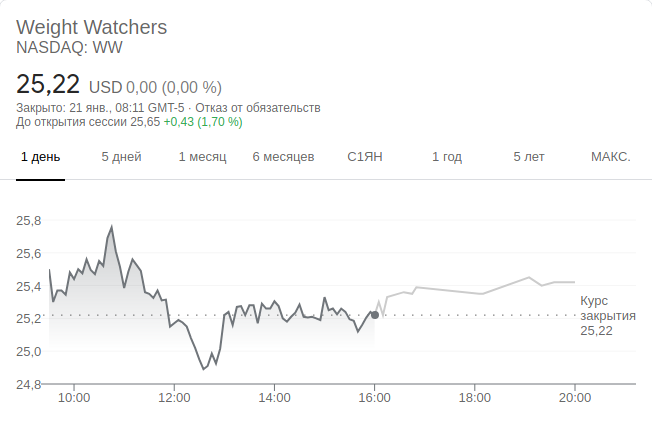 Weight Watchers
NASDAQ: WW
25,22 USD 0,00 (0,00 %)
Закрыто: 21 янв., 08:11 GMT-5 · Отказ от обязательств
До открытия сессии 25,65 +0,43 (1,70 %)
1 день 5 дней 1 месяц 6 месяцев С1ЯН 1 год 5 лет МАКС.
25,8
25,6
25,4
25,2
25,0
24,8
Курс
закрытия
25,22
10:00 12:00 14:00 16:00 18:00 20:00